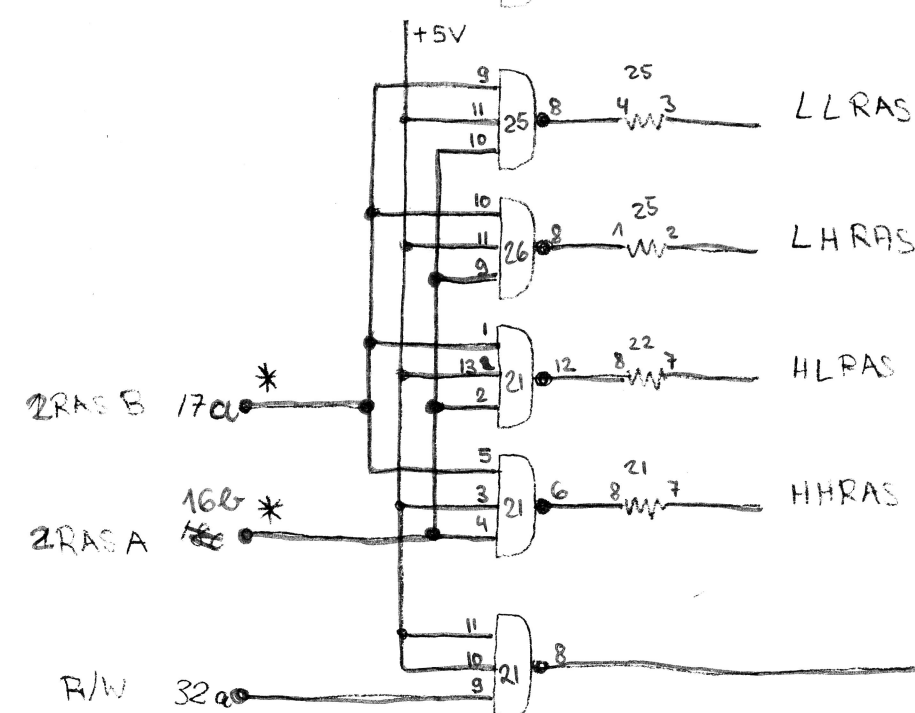 +5V
9
25
11 25 8 4 3 LLRAS
10
10
25
11 26 8 1 2 LHRAS
9
1
22
13 21 12 8 7 HLRAS
2
2RAS B 17a *
5
21
3 21 6 8 7 HHRAS
4
16b *
2RAS A
11
10 21 8
9
R/W 32a